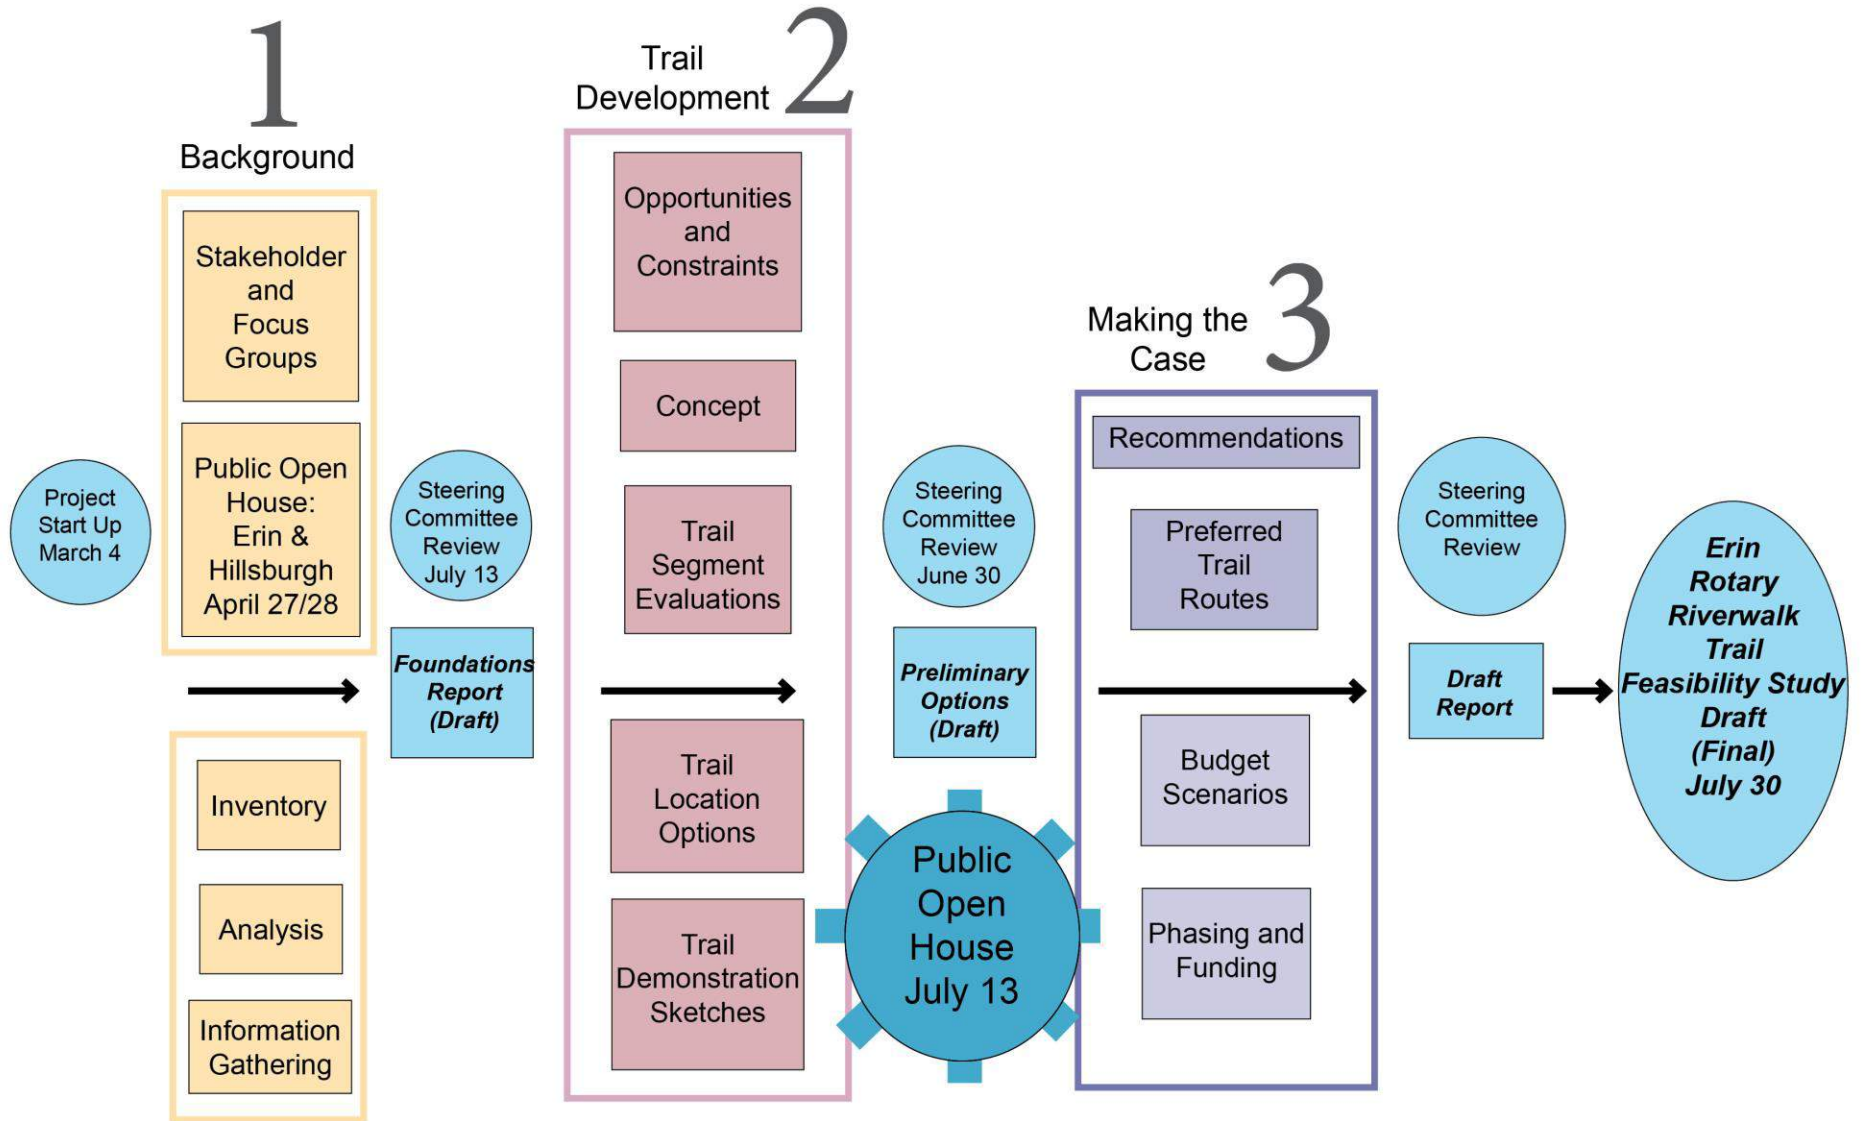 1
Background
Stakeholder
and
Focus
Groups
Public Open
House:
Erin &
Hillsburgh
April 27/28
Inventory
Analysis
Information
Gathering
Project
Start Up
March 4
Steering
Committee
Review
July 13
Foundations
Report
(Draft)
Trail
Development
2
Opportunities
and
Constraints
Concept
Trail
Segment
Evaluations
Trail
Location
Options
Trail
Demonstration
Sketches
Steering
Committee
Review
June 30
Preliminary
Options
(Draft)
Public
Open
House
July 13
Making the
Case
3
Recommendations
Preferred
Trail
Routes
Budget
Scenarios
Phasing and
Funding
Steering
Committee
Review
Draft
Report
Erin
Rotary
Riverwalk
Trail
Feasibility Study
Draft
(Final)
July 30